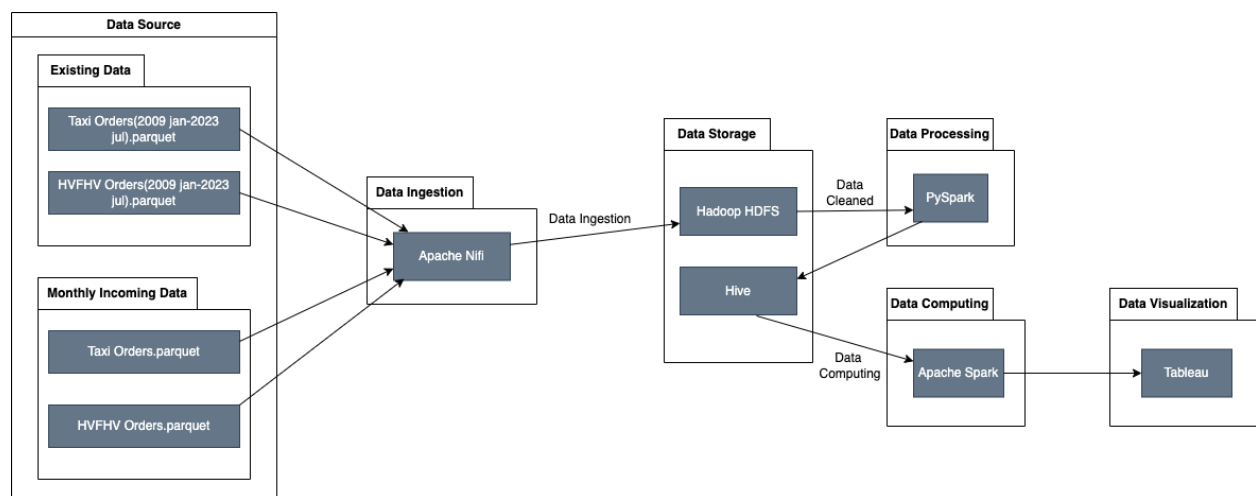 Data Source
Existing Data
Taxi Orders(2009 jan-2023
jul).parquet
HVFHV Orders(2009 jan-2023
jul).parquet
Monthly Incoming Data
Taxi Orders.parquet
HVFHV Orders.parquet
Data Ingestion
Apache Nifi
Data Ingestion
Data Storage
Hadoop HDFS
Hive
Data
Cleaned
Data Processing
PySpark
Data
Computing
Data Computing
Apache Spark
Data Visualization
Tableau